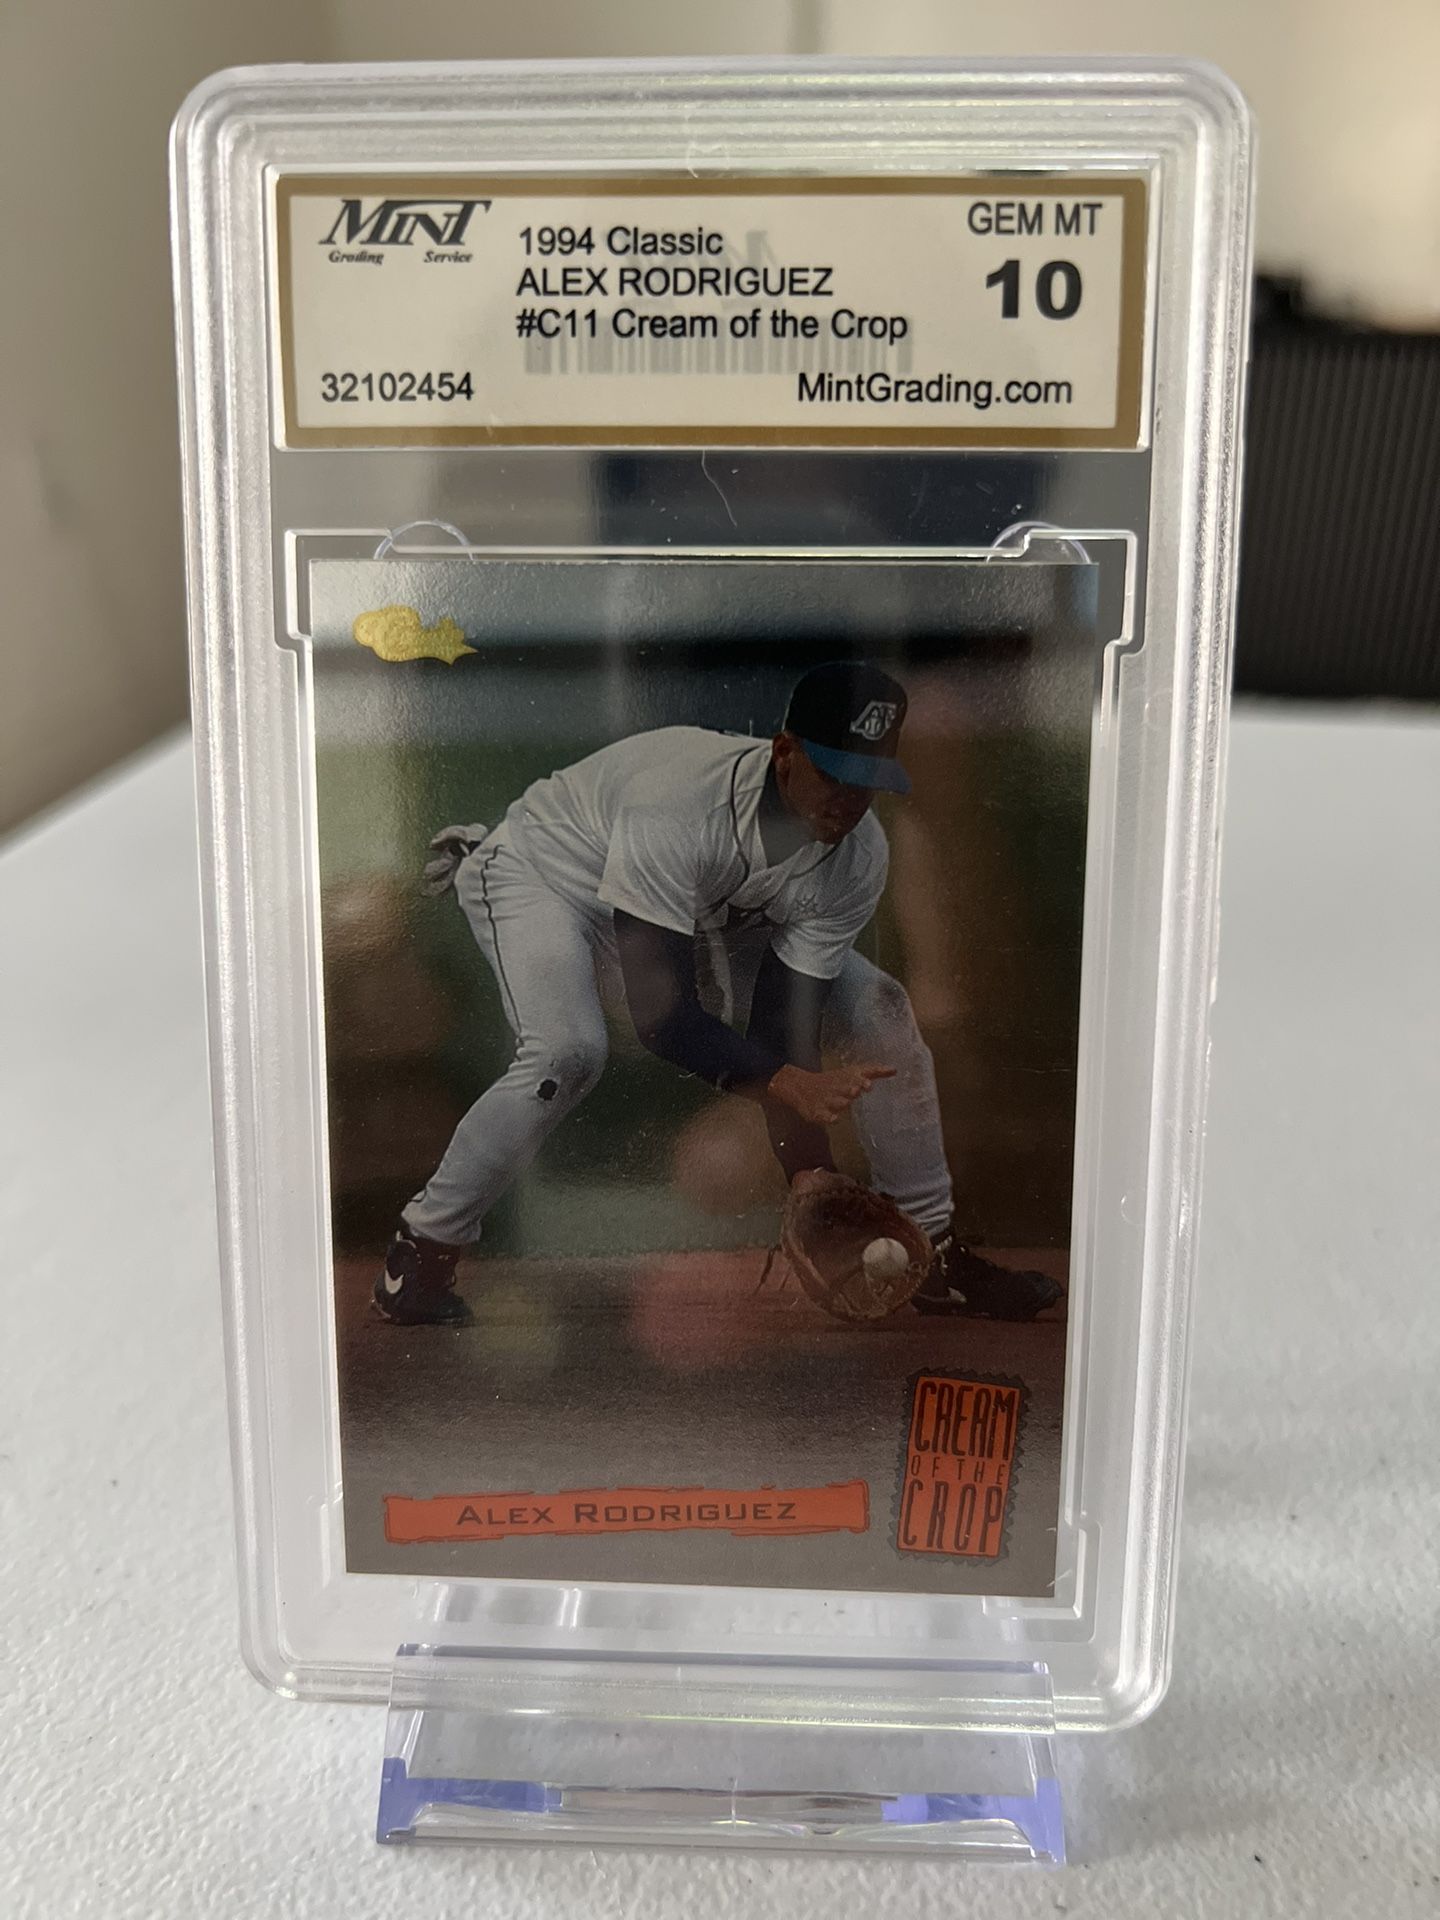 MINT
Grading Service
1994 Classic
ALEX RODRIGUEZ
#C11 Cream of the Crop
GEM MT
10
32102454
MintGrading.com
CREAM
OF THE
CROP
ALEX RODRIGUEZ